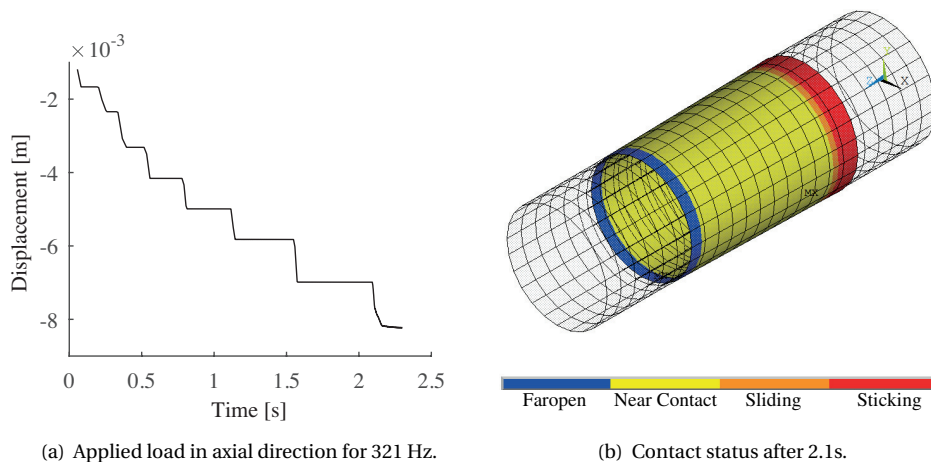 × 10⁻³
-2
-4
-6
-8
Displacement [m]
0 0.5 1 1.5 2 2.5
Time [s]
(a) Applied load in axial direction for 321 Hz.
Z X
MX
Faropen Near Contact Sliding Sticking
(b) Contact status after 2.1s.